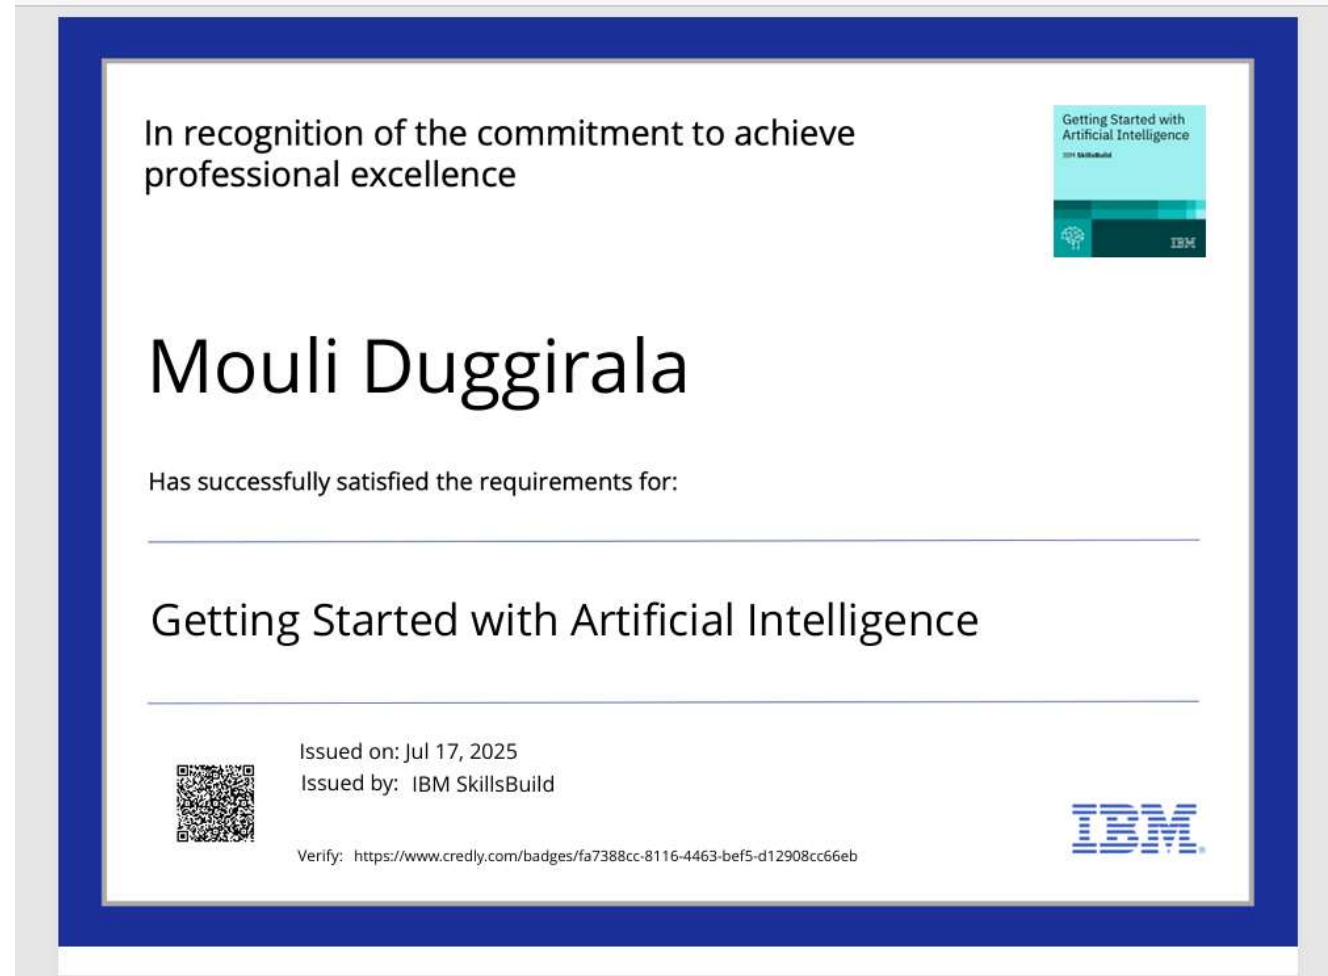 In recognition of the commitment to achieve
professional excellence
Getting Started with
Artificial Intelligence
IBM SkillsBuild
IBM
Mouli Duggirala
Has successfully satisfied the requirements for:
Getting Started with Artificial Intelligence
Issued on: Jul 17, 2025
Issued by: IBM SkillsBuild
Verify: https://www.credly.com/badges/fa7388cc-8116-4463-bef5-d12908cc66eb
IBM